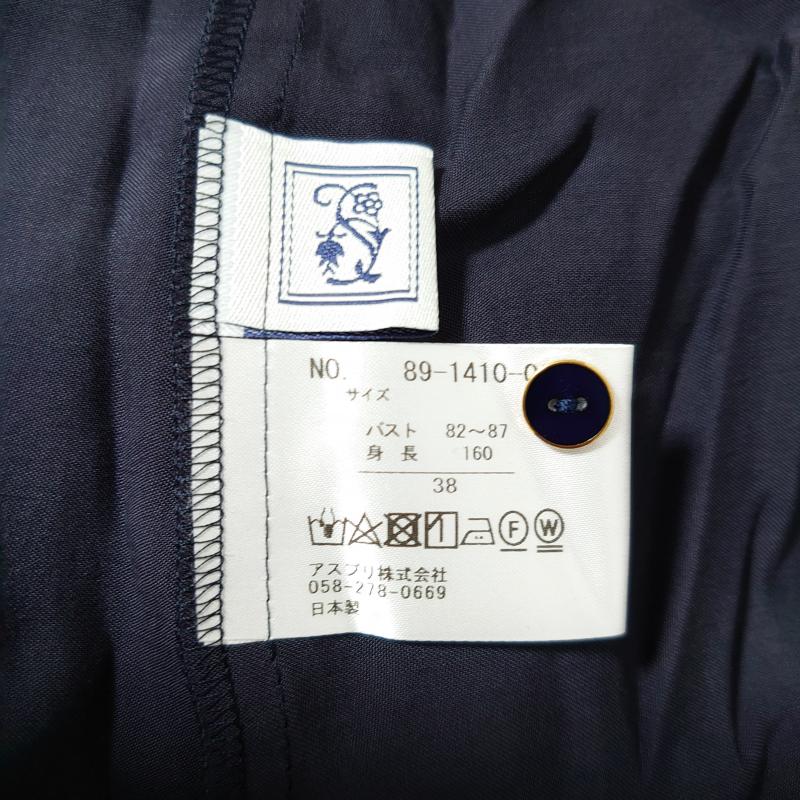 NO. 89-1410-
サイズ
バスト 82～87
身長 160
38
F W
アスプリ株式会社
058-278-0669
日本製